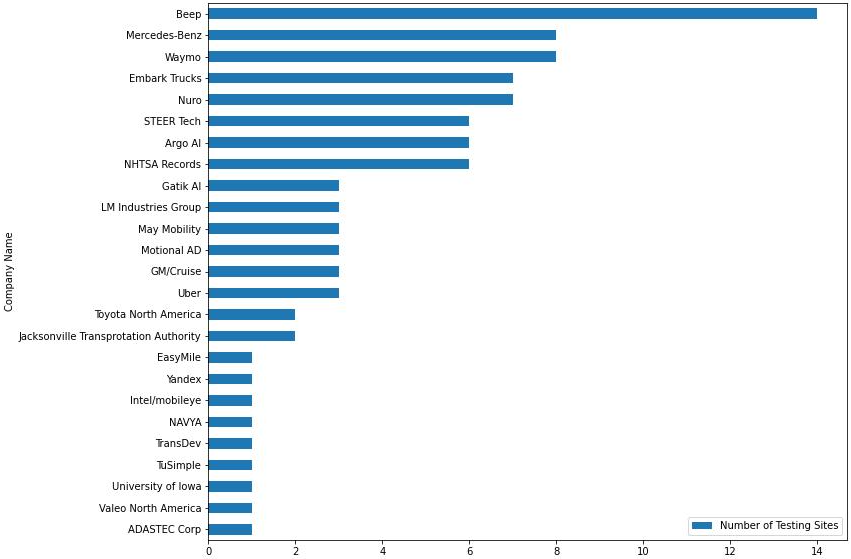 Company Name
Beep
Mercedes-Benz
Waymo
Embark Trucks
Nuro
STEER Tech
Argo AI
NHTSA Records
Gatik AI
LM Industries Group
May Mobility
Motional AD
GM/Cruise
Uber
Toyota North America
Jacksonville Transprotation Authority
EasyMile
Yandex
Intel/mobileye
NAVYA
TransDev
TuSimple
University of Iowa
Valeo North America
ADASTEC Corp
Number of Testing Sites
0 2 4 6 8 10 12 14